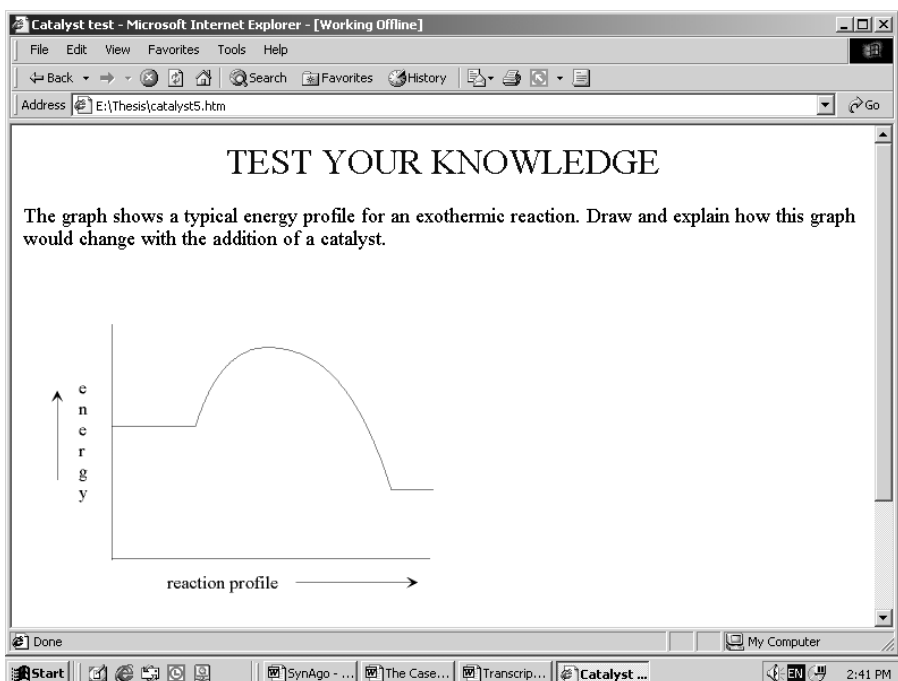 Catalyst test - Microsoft Internet Explorer - [Working Offline]
File Edit View Favorites Tools Help
Back Search Favorites History
Address E:\Thesis\catalyst5.htm Go
TEST YOUR KNOWLEDGE
The graph shows a typical energy profile for an exothermic reaction. Draw and explain how this graph
would change with the addition of a catalyst.
energy
reaction profile
Done My Computer
Start SynAgo - ... The Case... Transcrip... Catalyst ... EN 2:41 PM